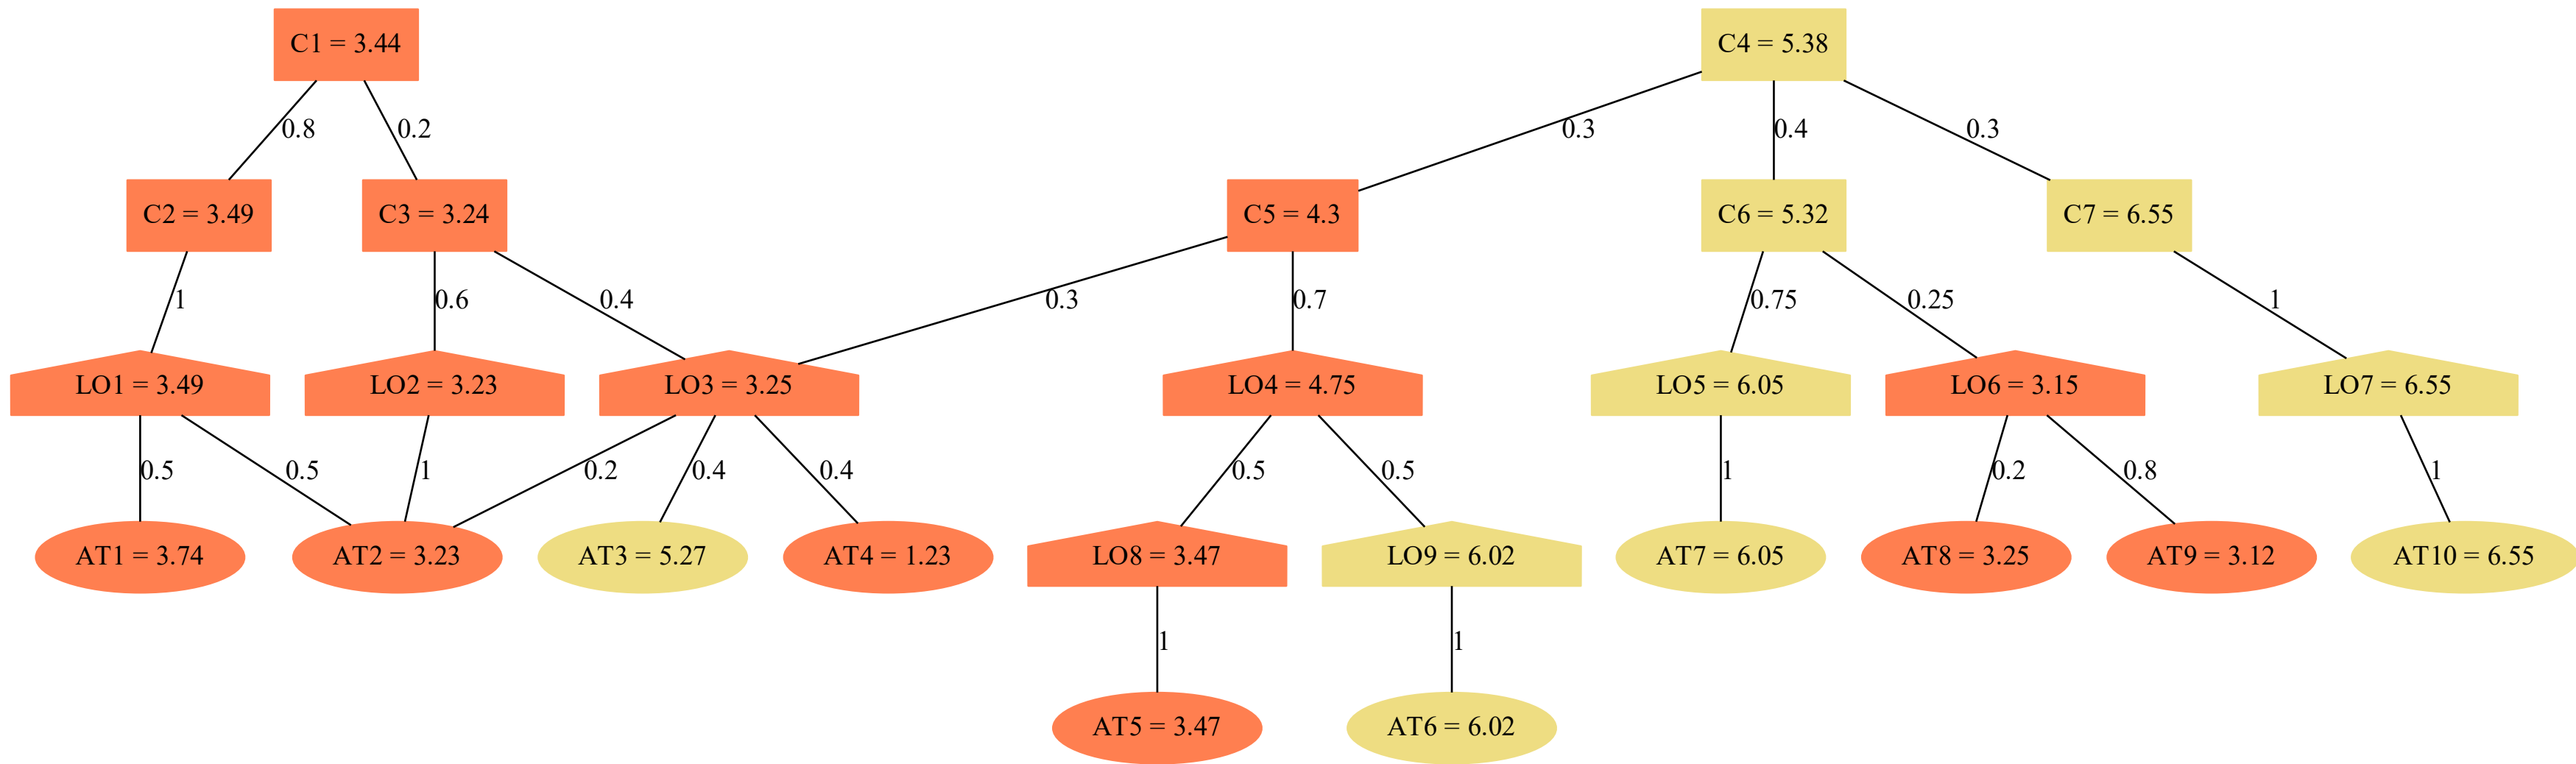 C1 = 3.44
C4 = 5.38
0.8
0.2
0.3
0.4
0.3
C2 = 3.49
C3 = 3.24
C5 = 4.3
C6 = 5.32
C7 = 6.55
1
0.6
0.4
0.3
0.7
0.75
0.25
1
LO1 = 3.49
LO2 = 3.23
LO3 = 3.25
LO4 = 4.75
LO5 = 6.05
LO6 = 3.15
LO7 = 6.55
0.5
0.5
1
0.2
0.4
0.4
0.5
0.5
1
0.2
0.8
1
AT1 = 3.74
AT2 = 3.23
AT3 = 5.27
AT4 = 1.23
LO8 = 3.47
LO9 = 6.02
AT7 = 6.05
AT8 = 3.25
AT9 = 3.12
AT10 = 6.55
1
1
AT5 = 3.47
AT6 = 6.02